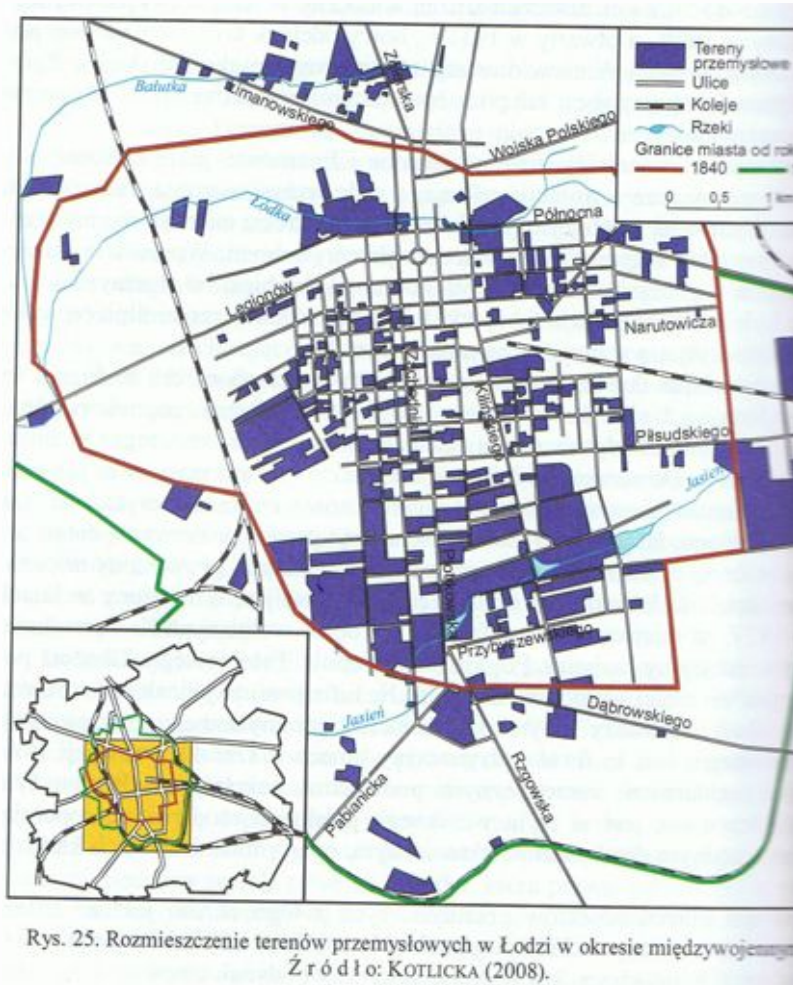 Tereny
przemysłowe
Ulice
Koleje
Rzeki
Granice miasta od rok
1840
0 0,5 1 km
Bałutka
Limanowskiego
Zgierska
Wojska Polskiego
Łódka
Północna
Legionów
Narutowicza
Zachodnia
Kilińskiego
Piłsudskiego
Jasień
Piotrkowska
Przybyszewskiego
Jasień
Dąbrowskiego
Pabianicka
Rzgowska
Rys. 25. Rozmieszczenie terenów przemysłowych w Łodzi w okresie międzywojennym
Źródło: KOTLICKA (2008).